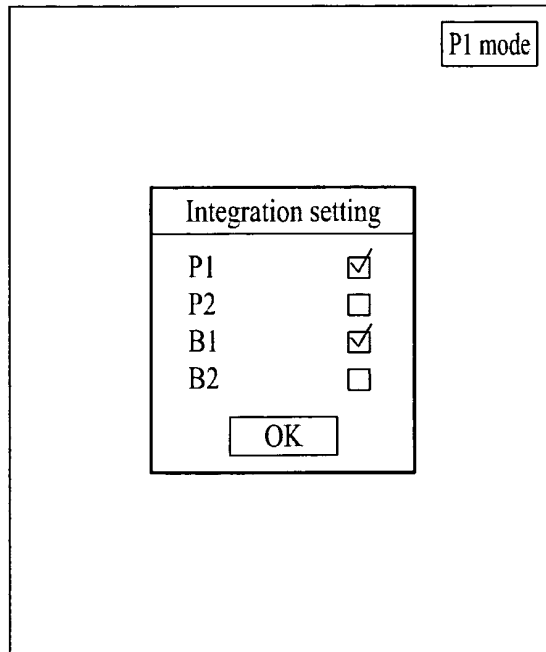 P1 mode
Integration setting
P1
P2
B1
B2
OK